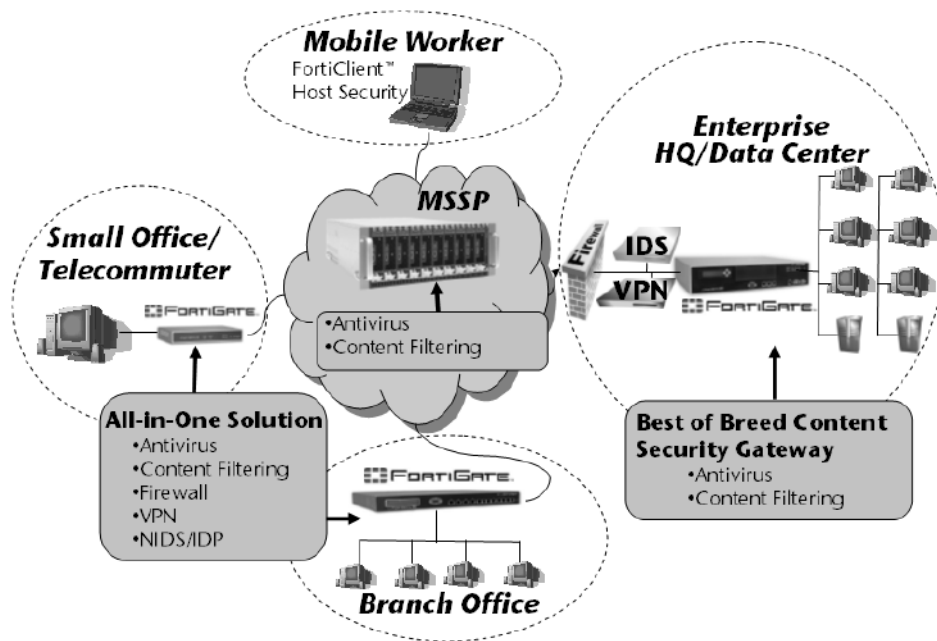 Mobile Worker
FortiClient™
Host Security
Enterprise
HQ/Data Center
MSSP
Small Office/
Telecommuter
Firewall
IDS
VPN
FORTIGATE
FORTIGATE
•Antivirus
•Content Filtering
All-in-One Solution
•Antivirus
•Content Filtering
•Firewall
•VPN
•NIDS/IDP
Best of Breed Content
Security Gateway
•Antivirus
•Content Filtering
FORTIGATE
Branch Office